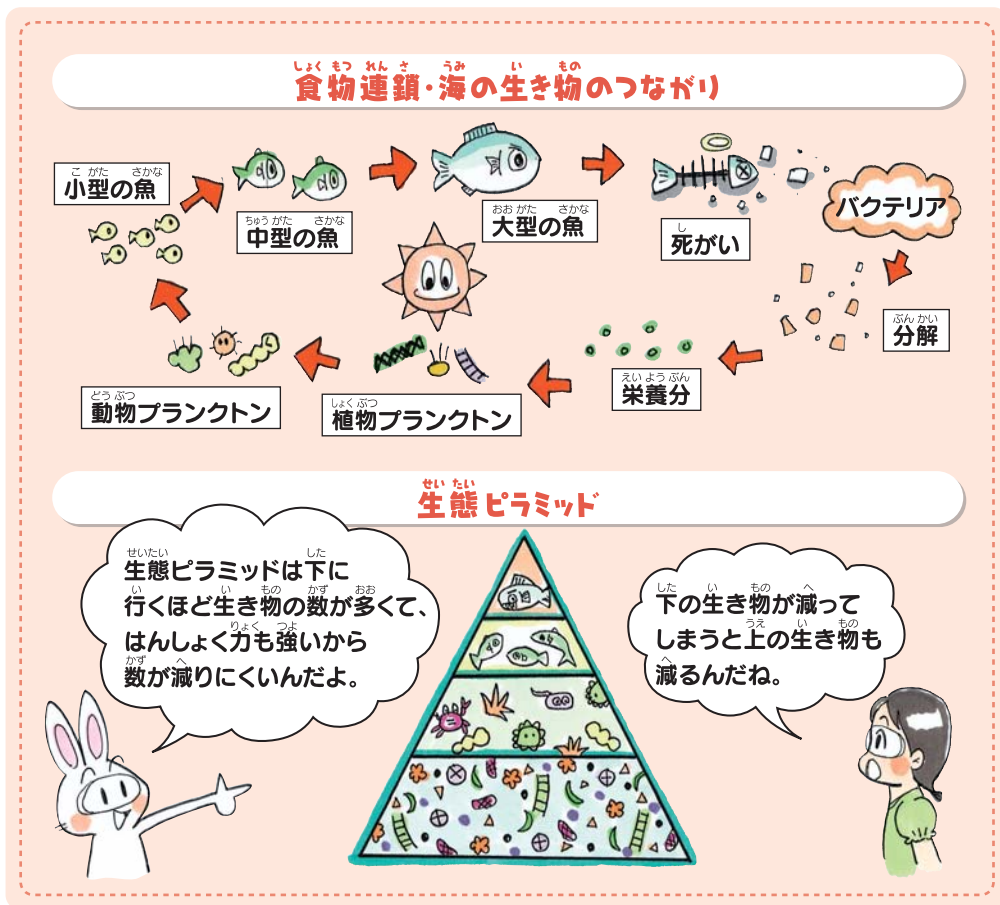 食物連鎖・海の生き物のつながり
小型の魚
中型の魚
大型の魚
死がい
バクテリア
分解
栄養分
植物プランクトン
動物プランクトン
生態ピラミッド
生態ピラミッドは下に
行くほど生き物の数が多くて、
はんしょく力も強いから
数が減りにくいんだよ。
下の生き物が減って
しまうと上の生き物も
減るんだね。